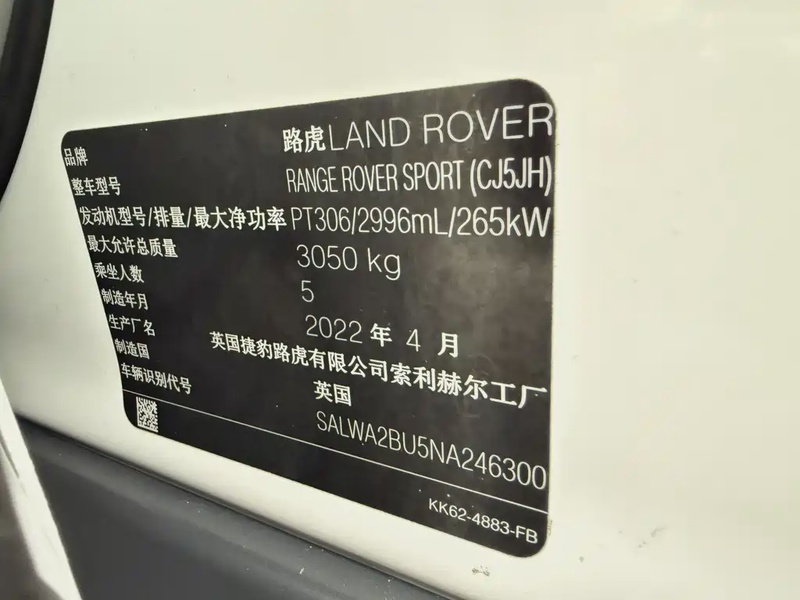 品牌 路虎LAND ROVER
整车型号 RANGE ROVER SPORT (CJ5JH)
发动机型号/排量/最大净功率 PT306/2996mL/265kW
最大允许总质量 3050 kg
乘坐人数 5
制造年月 2022 年 4 月
生产厂名 英国捷豹路虎有限公司索利赫尔工厂
制造国 英国
车辆识别代号 SALWA2BU5NA246300
KK62-4883-FB